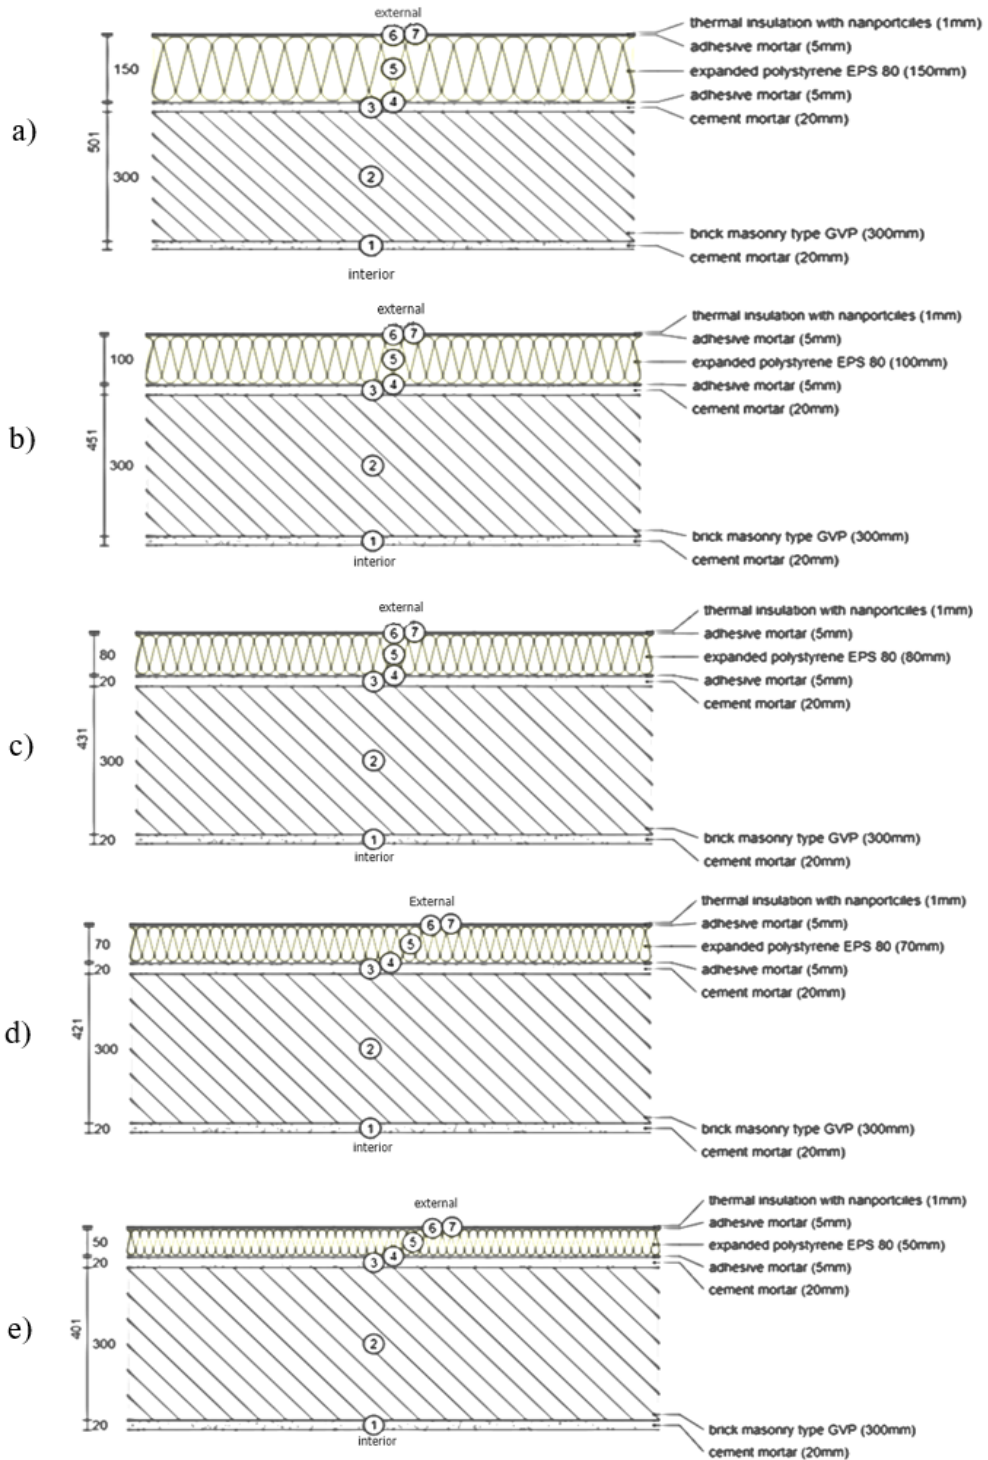 external
6 7
thermal insulation with nanportciles (1mm)
adhesive mortar (5mm)
150
5
expanded polystyrene EPS 80 (150mm)
3 4
adhesive mortar (5mm)
cement mortar (20mm)
a)
501
300
2
brick masonry type GVP (300mm)
1
cement mortar (20mm)
interior
external
6 7
thermal insulation with nanportciles (1mm)
adhesive mortar (5mm)
100
5
expanded polystyrene EPS 80 (100mm)
3 4
adhesive mortar (5mm)
cement mortar (20mm)
b)
451
300
2
brick masonry type GVP (300mm)
1
cement mortar (20mm)
interior
external
6 7
thermal insulation with nanportciles (1mm)
adhesive mortar (5mm)
80
5
expanded polystyrene EPS 80 (80mm)
20
3 4
adhesive mortar (5mm)
cement mortar (20mm)
c)
431
300
2
brick masonry type GVP (300mm)
20
1
cement mortar (20mm)
interior
External
6 7
thermal insulation with nanportciles (1mm)
adhesive mortar (5mm)
70
5
expanded polystyrene EPS 80 (70mm)
20
3 4
adhesive mortar (5mm)
cement mortar (20mm)
d)
421
300
2
brick masonry type GVP (300mm)
20
1
cement mortar (20mm)
interior
external
6 7
thermal insulation with nanportciles (1mm)
adhesive mortar (5mm)
50
5
expanded polystyrene EPS 80 (50mm)
20
3 4
adhesive mortar (5mm)
cement mortar (20mm)
e)
401
300
2
brick masonry type GVP (300mm)
20
1
cement mortar (20mm)
interior